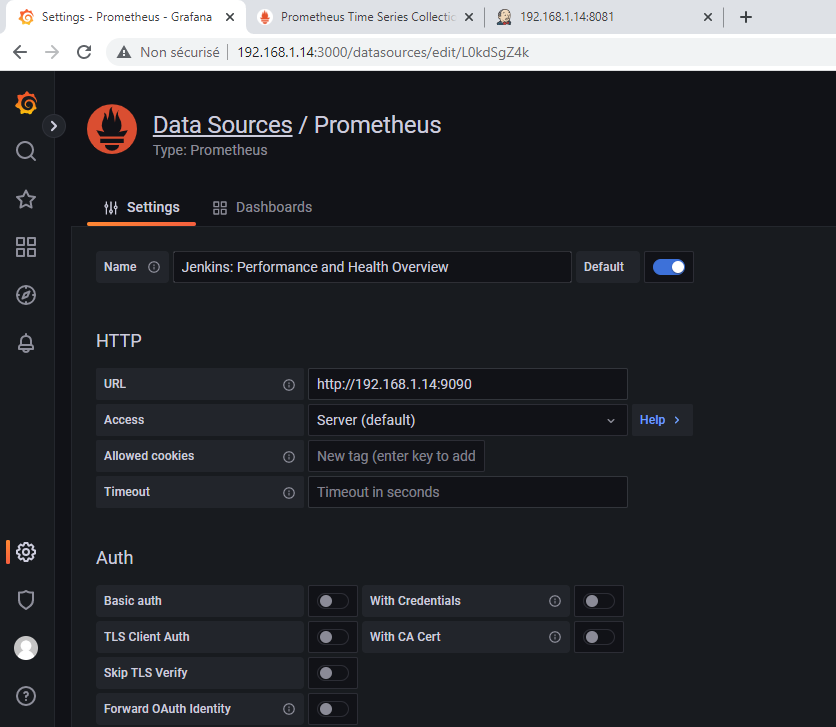 Settings - Prometheus - Grafana
Prometheus Time Series Collectic
192.168.1.14:8081
Non sécurisé
192.168.1.14:3000/datasources/edit/L0kdSgZ4k
Data Sources / Prometheus
Type: Prometheus
Settings
Dashboards
Name
Jenkins: Performance and Health Overview
Default
HTTP
URL
http://192.168.1.14:9090
Access
Server (default)
Help
Allowed cookies
New tag (enter key to add
Timeout
Timeout in seconds
Auth
Basic auth
With Credentials
TLS Client Auth
With CA Cert
Skip TLS Verify
Forward OAuth Identity